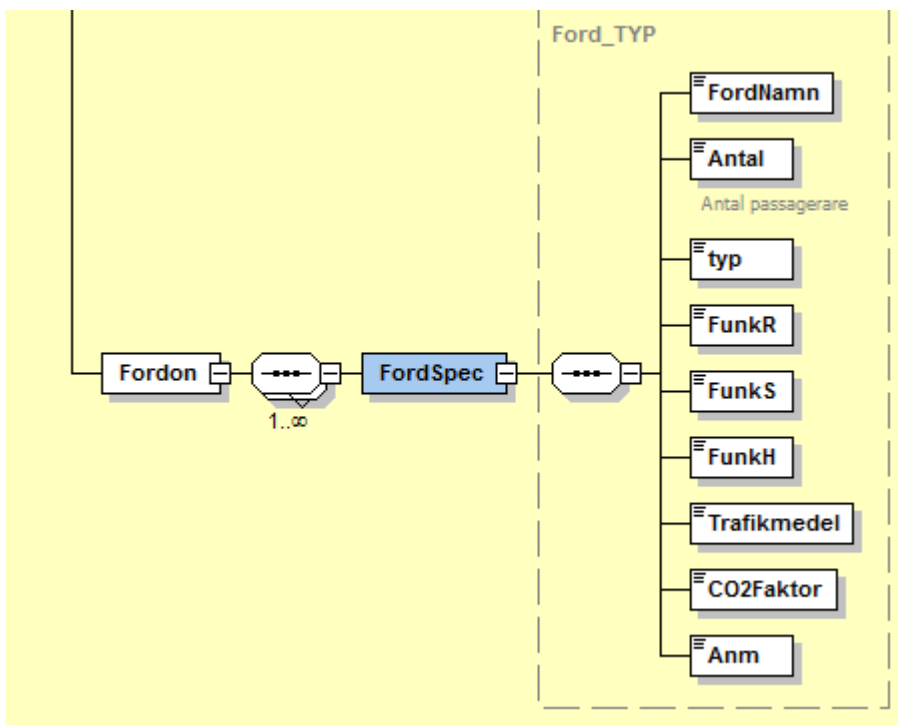 Ford_TYP
FordNamn
Antal
Antal passagerare
typ
FunkR
Fordon
FordSpec
1..∞
FunkS
FunkH
Trafikmedel
CO2Faktor
Anm